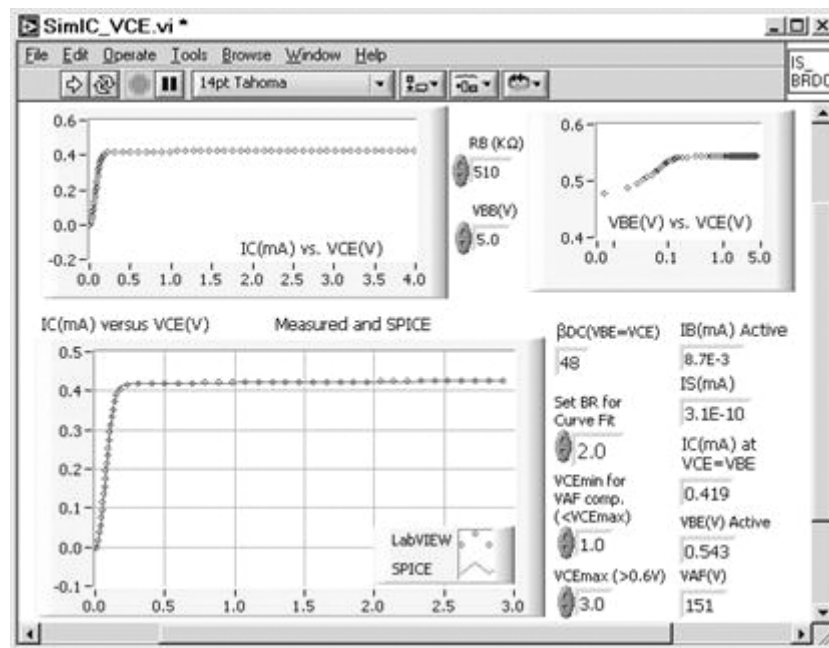 SimIC_VCE.vi *
File Edit Operate Tools Browse Window Help
14pt Tahoma
IS_
BRDC
0.6
0.4
0.2
0.0
-0.2
IC(mA) vs. VCE(V)
0.0 0.5 1.0 1.5 2.0 2.5 3.0 3.5 4.0
RB (KΩ)
510
VBB(V)
5.0
0.6
0.5
0.4
VBE(V) vs. VCE(V)
0.0 0.1 1.0 5.0
IC(mA) versus VCE(V) Measured and SPICE
0.5
0.4
0.3
0.2
0.1
0.0
-0.1
LabVIEW
SPICE
0.0 0.5 1.0 1.5 2.0 2.5 3.0
βDC(VBE=VCE)
48
Set BR for
Curve Fit
2.0
VCEmin for
VAF comp.
(<VCEmax)
1.0
VCEmax (>0.6V)
3.0
IB(mA) Active
8.7E-3
IS(mA)
3.1E-10
IC(mA) at
VCE=VBE
0.419
VBE(V) Active
0.543
VAF(V)
151